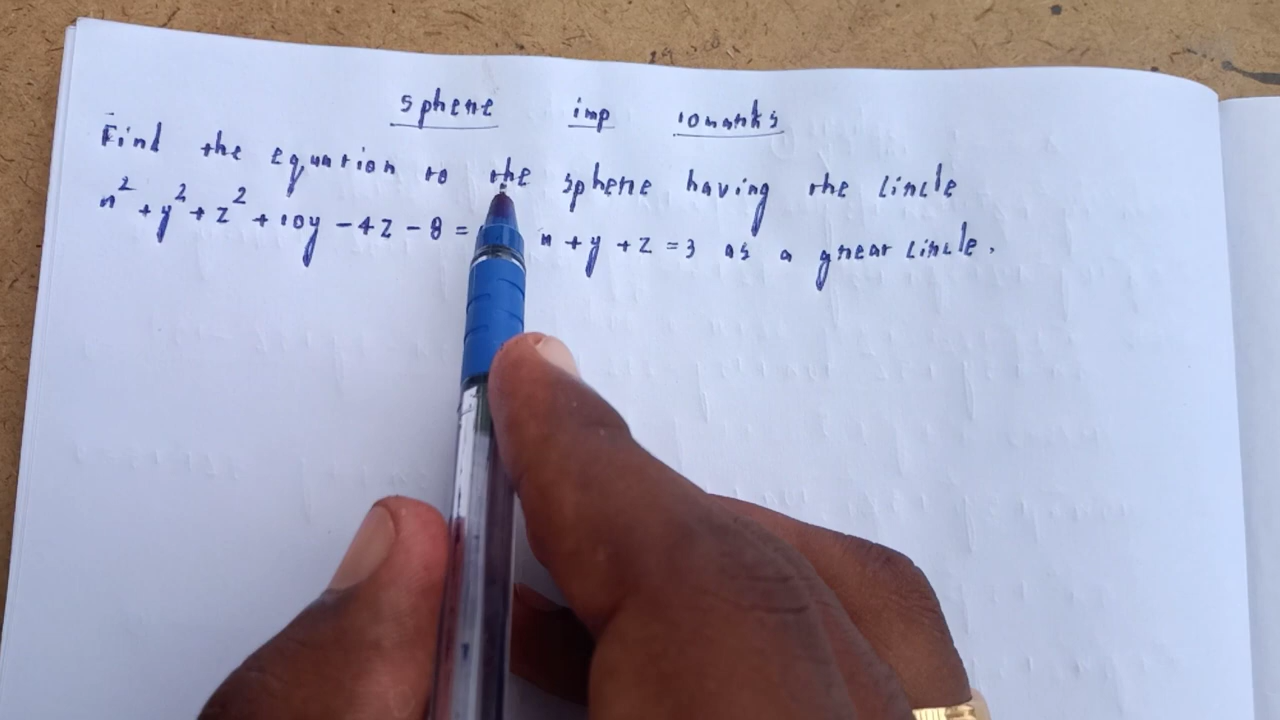 sphere imp 10marks
Find the equation to the sphere having the circle
x² + y² + z² + 10y - 4z - 8 = x + y + z = 3 as a great circle.